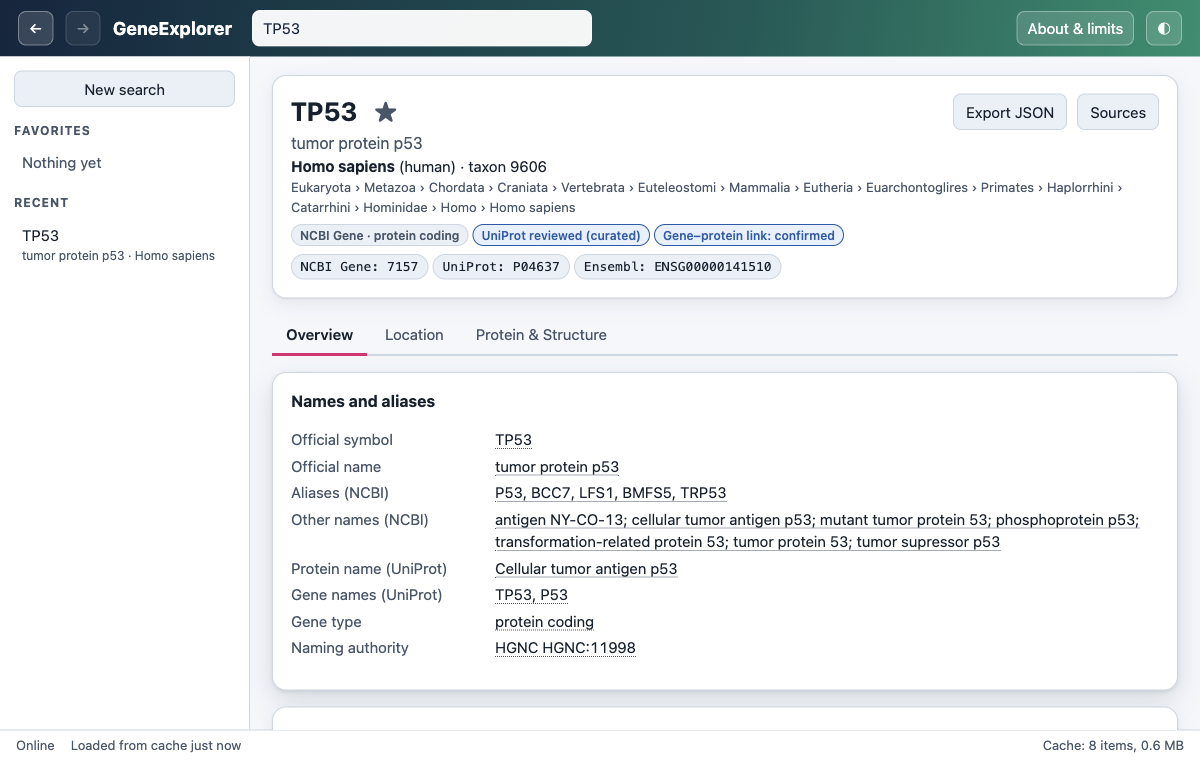 GeneExplorer
TP53
About & limits
New search
FAVORITES
Nothing yet
RECENT
TP53
tumor protein p53 · Homo sapiens
TP53 ★
Export JSON
Sources
tumor protein p53
Homo sapiens (human) · taxon 9606
Eukaryota › Metazoa › Chordata › Craniata › Vertebrata › Euteleostomi › Mammalia › Eutheria › Euarchontoglires › Primates › Haplorrhini ›
Catarrhini › Hominidae › Homo › Homo sapiens
NCBI Gene · protein coding
UniProt reviewed (curated)
Gene–protein link: confirmed
NCBI Gene: 7157
UniProt: P04637
Ensembl: ENSG00000141510
Overview
Location
Protein & Structure
Names and aliases
Official symbol TP53
Official name tumor protein p53
Aliases (NCBI) P53, BCC7, LFS1, BMFS5, TRP53
Other names (NCBI) antigen NY-CO-13; cellular tumor antigen p53; mutant tumor protein 53; phosphoprotein p53;
transformation-related protein 53; tumor protein 53; tumor supressor p53
Protein name (UniProt) Cellular tumor antigen p53
Gene names (UniProt) TP53, P53
Gene type protein coding
Naming authority HGNC HGNC:11998
Online
Loaded from cache just now
Cache: 8 items, 0.6 MB